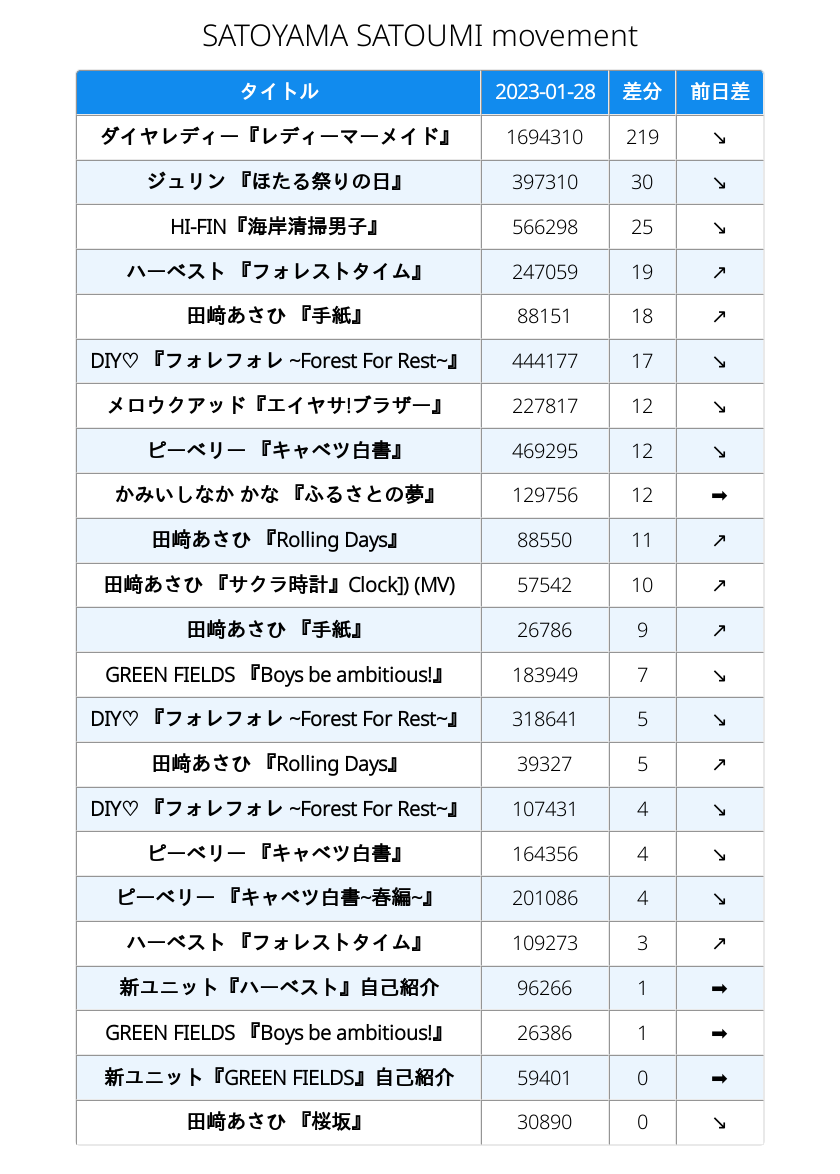 SATOYAMA SATOUMI movement
タイトル 2023-01-28 差分 前日差
ダイヤレディー『レディーマーメイド』 1694310 219 ↘
ジュリン 『ほたる祭りの日』 397310 30 ↘
HI-FIN『海岸清掃男子』 566298 25 ↘
ハーベスト 『フォレストタイム』 247059 19 ↗
田﨑あさひ 『手紙』 88151 18 ↗
DIY♡ 『フォレフォレ ~Forest For Rest~』 444177 17 ↘
メロウクアッド『エイヤサ!ブラザー』 227817 12 ↘
ピーベリー 『キャベツ白書』 469295 12 ↘
かみいしなか かな 『ふるさとの夢』 129756 12 ➡
田﨑あさひ 『Rolling Days』 88550 11 ↗
田﨑あさひ 『サクラ時計』Clock]) (MV) 57542 10 ↗
田﨑あさひ 『手紙』 26786 9 ↗
GREEN FIELDS 『Boys be ambitious!』 183949 7 ↘
DIY♡ 『フォレフォレ ~Forest For Rest~』 318641 5 ↘
田﨑あさひ 『Rolling Days』 39327 5 ↗
DIY♡ 『フォレフォレ ~Forest For Rest~』 107431 4 ↘
ピーベリー 『キャベツ白書』 164356 4 ↘
ピーベリー 『キャベツ白書~春編~』 201086 4 ↘
ハーベスト 『フォレストタイム』 109273 3 ↗
新ユニット『ハーベスト』自己紹介 96266 1 ➡
GREEN FIELDS 『Boys be ambitious!』 26386 1 ➡
新ユニット『GREEN FIELDS』自己紹介 59401 0 ➡
田﨑あさひ 『桜坂』 30890 0 ↘